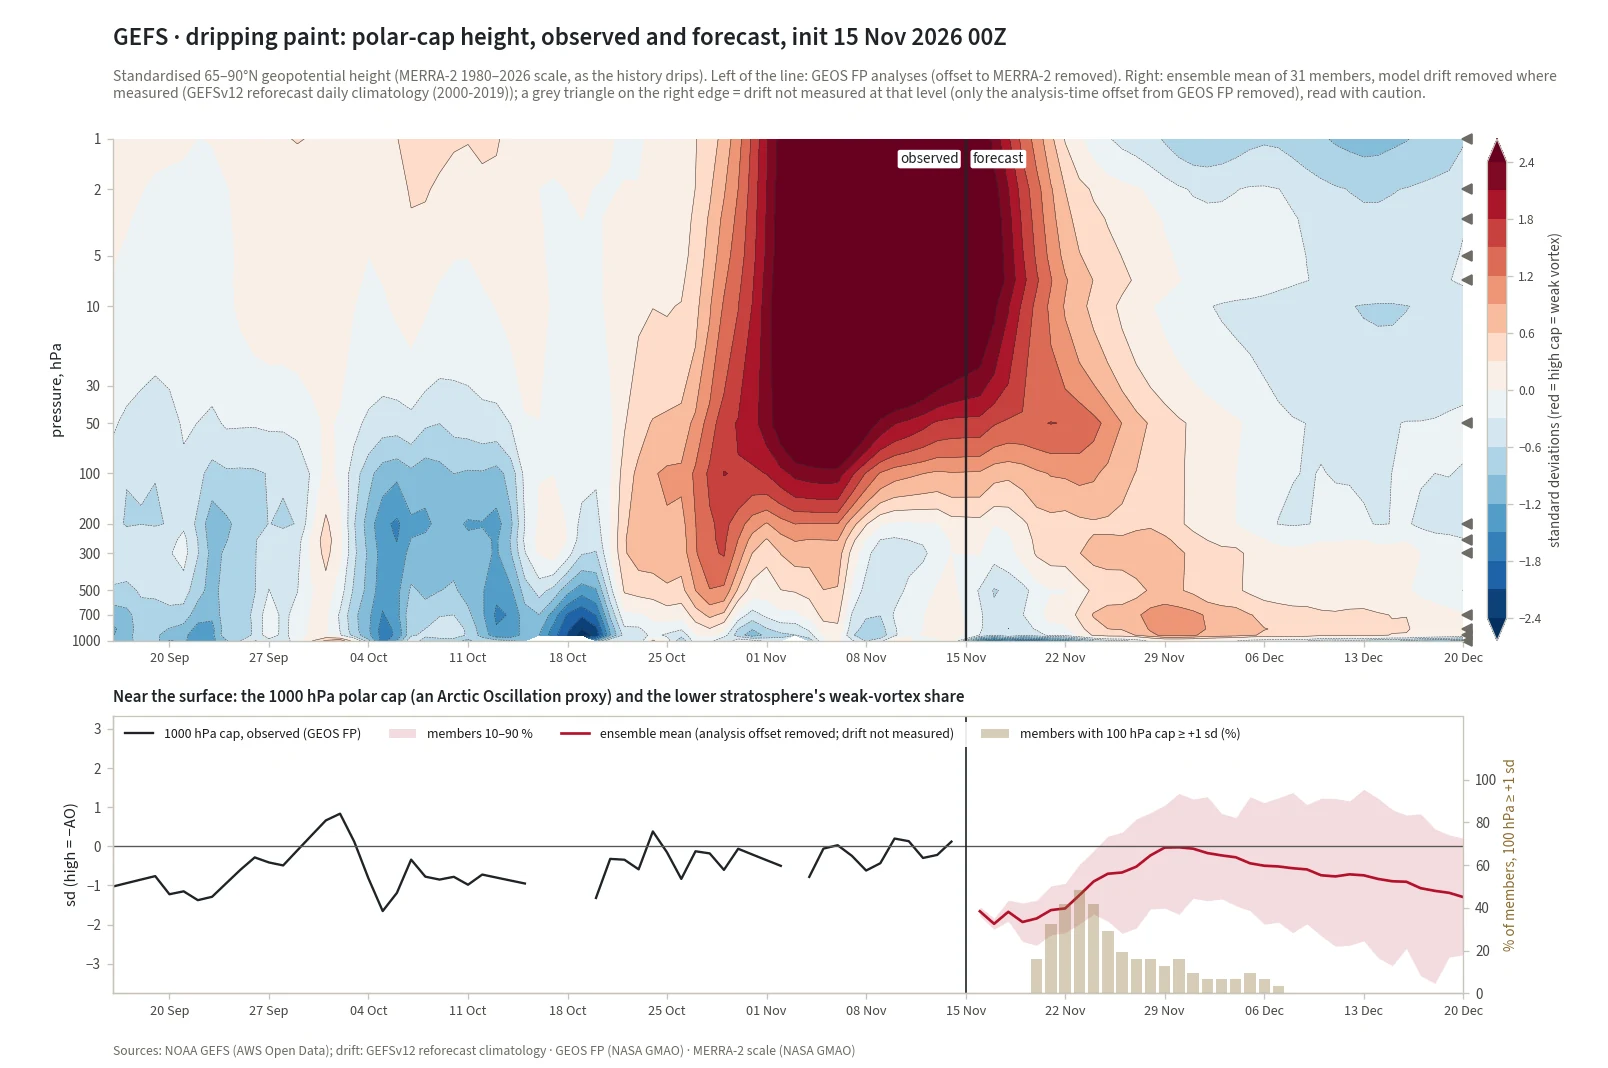 GEFS · dripping paint: polar-cap height, observed and forecast, init 15 Nov 2026 00Z
Standardised 65–90°N geopotential height (MERRA-2 1980–2026 scale, as the history drips). Left of the line: GEOS FP analyses (offset to MERRA-2 removed). Right: ensemble mean of 31 members, model drift removed where
measured (GEFSv12 reforecast daily climatology (2000-2019)); a grey triangle on the right edge = drift not measured at that level (only the analysis-time offset from GEOS FP removed), read with caution.
observed forecast
pressure, hPa
1
2
5
10
30
50
100
200
300
500
700
1000
20 Sep 27 Sep 04 Oct 11 Oct 18 Oct 25 Oct 01 Nov 08 Nov 15 Nov 22 Nov 29 Nov 06 Dec 13 Dec 20 Dec
2.4
1.8
1.2
0.6
0.0
−0.6
−1.2
−1.8
−2.4
standard deviations (red = high cap = weak vortex)
Near the surface: the 1000 hPa polar cap (an Arctic Oscillation proxy) and the lower stratosphere's weak-vortex share
1000 hPa cap, observed (GEOS FP) members 10–90 % ensemble mean (analysis offset removed; drift not measured) members with 100 hPa cap ≥ +1 sd (%)
sd (high = −AO)
3
2
1
0
−1
−2
−3
100
80
60
40
20
0
% of members, 100 hPa ≥ +1 sd
20 Sep 27 Sep 04 Oct 11 Oct 18 Oct 25 Oct 01 Nov 08 Nov 15 Nov 22 Nov 29 Nov 06 Dec 13 Dec 20 Dec
Sources: NOAA GEFS (AWS Open Data); drift: GEFSv12 reforecast climatology · GEOS FP (NASA GMAO) · MERRA-2 scale (NASA GMAO)